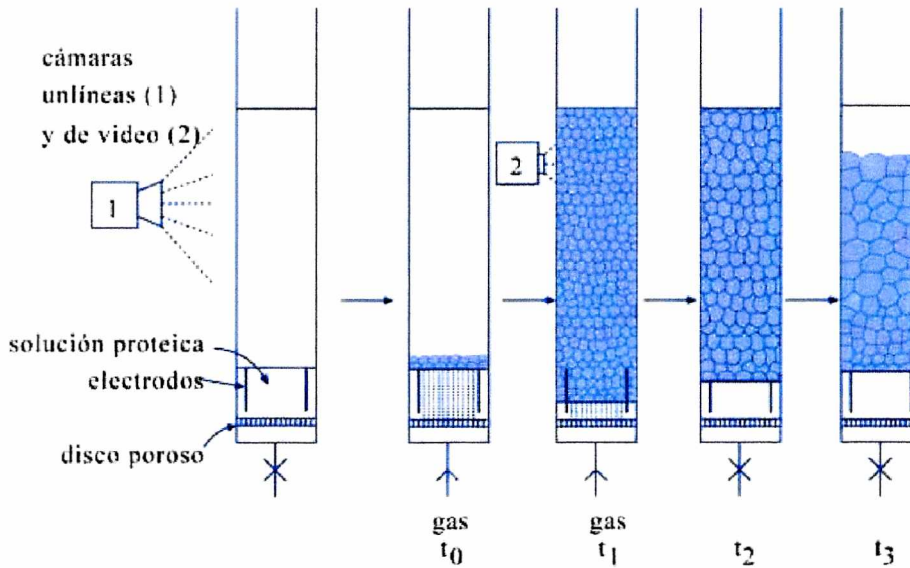 cámaras
unlíneas (1)
y de video (2)
1
2
solución proteica
electrodos
disco poroso
gas
t0
gas
t1
t2
t3